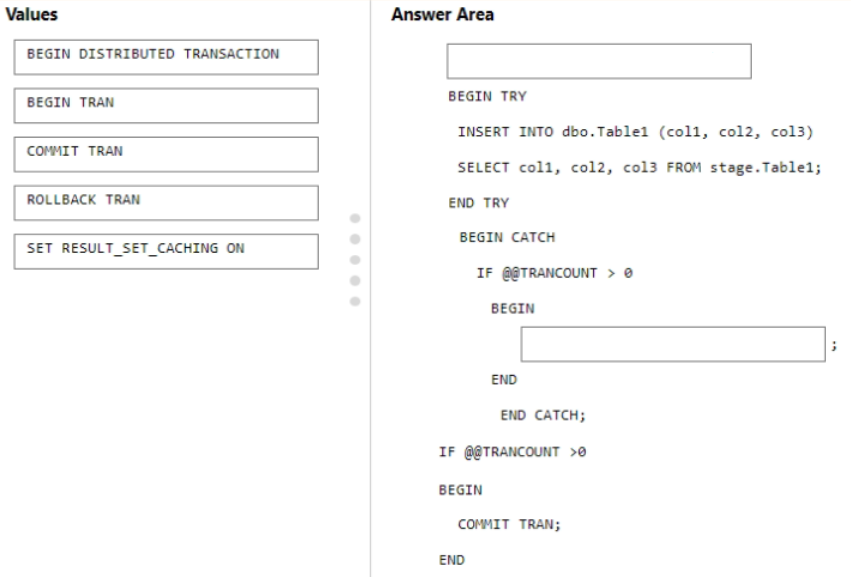 Values
BEGIN DISTRIBUTED TRANSACTION
BEGIN TRAN
COMMIT TRAN
ROLLBACK TRAN
SET RESULT_SET_CACHING ON
Answer Area
BEGIN TRY
INSERT INTO dbo.Table1 (col1, col2, col3)
SELECT col1, col2, col3 FROM stage.Table1;
END TRY
BEGIN CATCH
IF @@TRANCOUNT > 0
BEGIN
;
END
END CATCH;
IF @@TRANCOUNT >0
BEGIN
COMMIT TRAN;
END